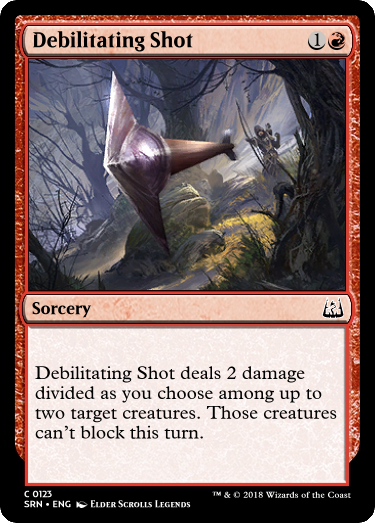 Debilitating Shot 1
Sorcery
Debilitating Shot deals 2 damage
divided as you choose among up to
two target creatures. Those creatures
can't block this turn.
C 0123
SRN • ENG Elder Scrolls Legends
™ & © 2018 Wizards of the Coast